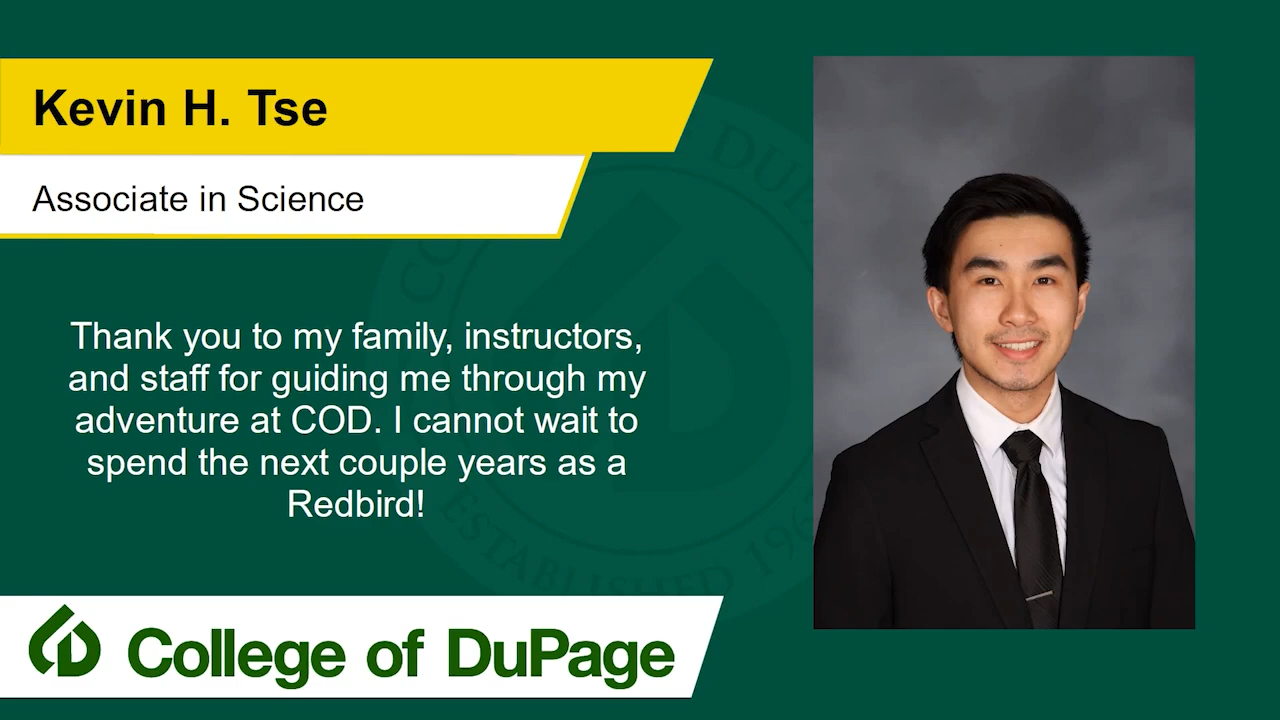 Kevin H. Tse
Associate in Science
Thank you to my family, instructors,
and staff for guiding me through my
adventure at COD. I cannot wait to
spend the next couple years as a
Redbird!
College of DuPage